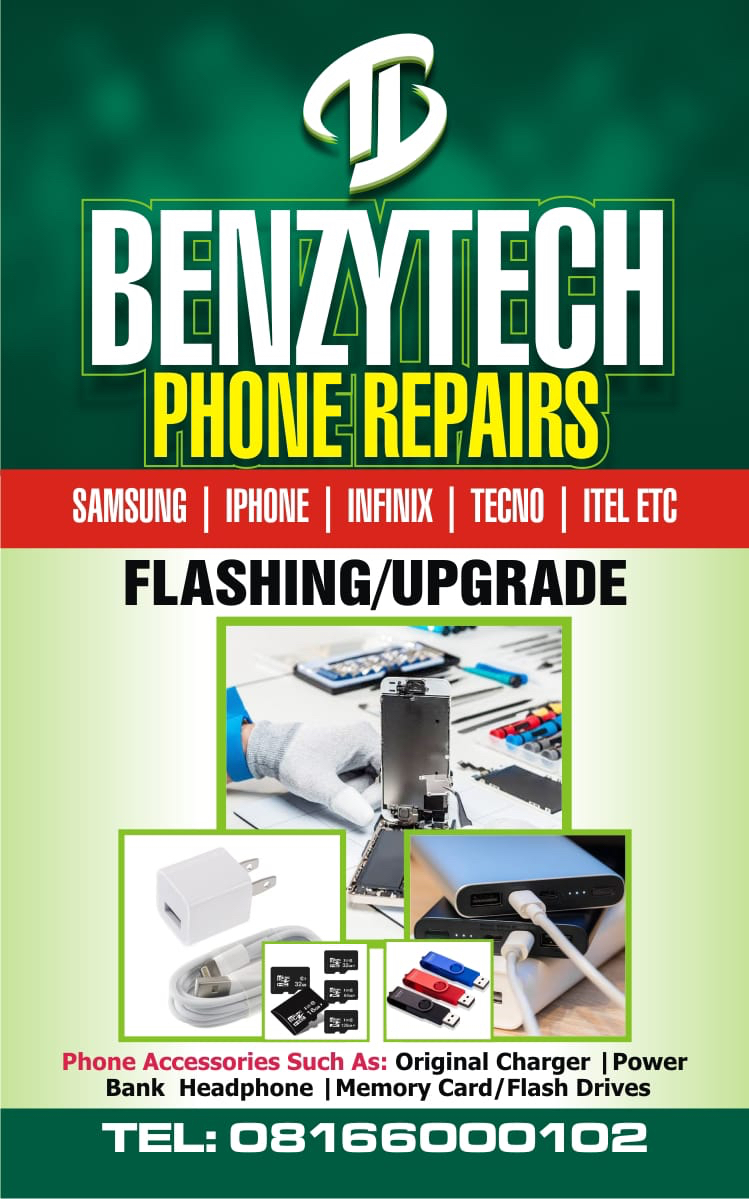 BENZYTECH
PHONE REPAIRS
SAMSUNG | IPHONE | INFINIX | TECNO | ITEL ETC
FLASHING/UPGRADE
Phone Accessories Such As: Original Charger |Power
Bank Headphone |Memory Card/Flash Drives
TEL: 08166000102